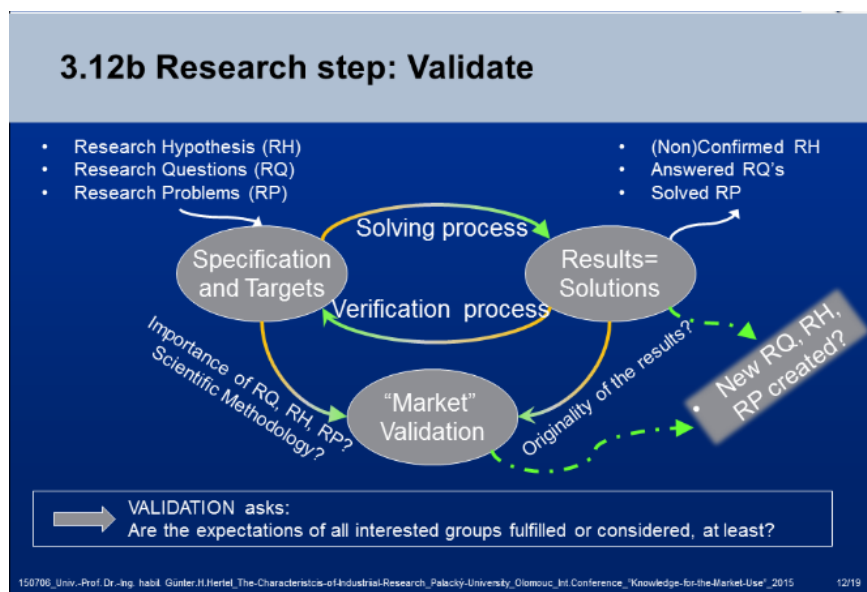 3.12b Research step: Validate
• Research Hypothesis (RH)
• Research Questions (RQ)
• Research Problems (RP)
• (Non)Confirmed RH
• Answered RQ's
• Solved RP
Solving process
Specification
and Targets
Results=
Solutions
Verification process
Importance of RQ, RH, RP?
Scientific Methodology?
"Market"
Validation
Originality of the results?
• New RQ, RH,
RP created?
VALIDATION asks:
Are the expectations of all interested groups fulfilled or considered, at least?
150706_Univ.-Prof. Dr.-Ing. habil. Günter.H.Hertel_The-Characteristcis-of-Industrial-Research_Palacký-University_Olomouc_Int.Conference_"Knowledge-for-the-Market-Use"_2015
12/19